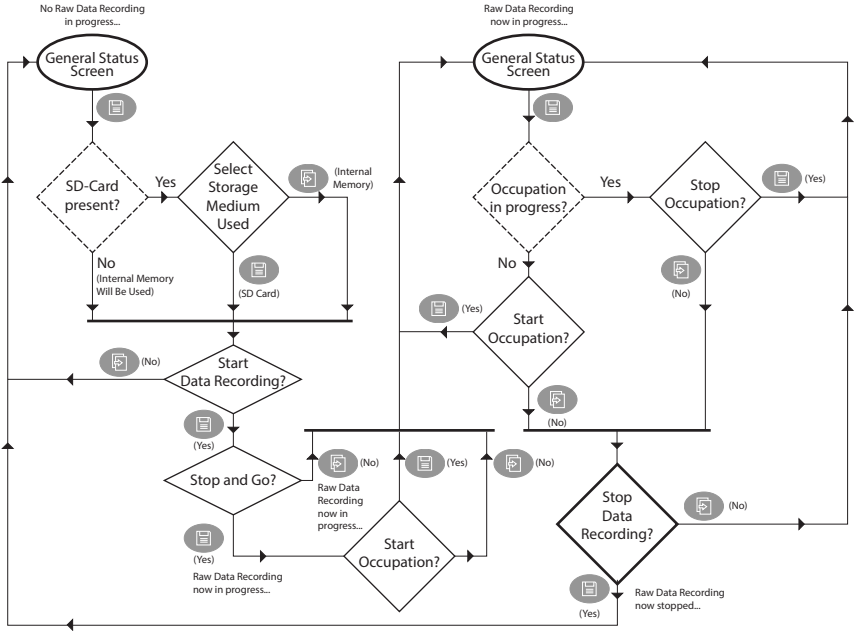 No Raw Data Recording
in progress...
General Status
Screen
SD-Card
present?
Yes
Select
Storage
Medium
Used
(Internal
Memory)
No
(Internal Memory
Will Be Used)
(SD Card)
Start
Data Recording?
(No)
(Yes)
Stop and Go?
(No)
Raw Data
Recording
now in
progress...
(Yes)
Raw Data Recording
now in progress...
Start
Occupation?
(Yes)
(No)
Raw Data Recording
now in progress...
General Status
Screen
Occupation
in progress?
Yes
Stop
Occupation?
(Yes)
(No)
No
Start
Occupation?
(Yes)
(No)
Stop
Data
Recording?
(No)
(Yes)
Raw Data Recording
now stopped...